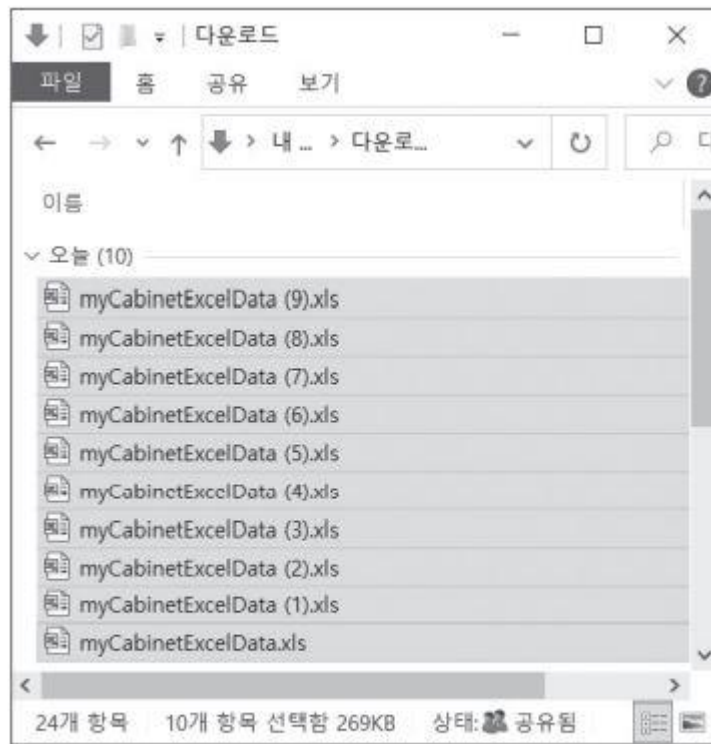 다운로드
파일 홈 공유 보기
내 ... 다운로...
이름
오늘 (10)
myCabinetExcelData (9).xls
myCabinetExcelData (8).xls
myCabinetExcelData (7).xls
myCabinetExcelData (6).xls
myCabinetExcelData (5).xls
myCabinetExcelData (4).xls
myCabinetExcelData (3).xls
myCabinetExcelData (2).xls
myCabinetExcelData (1).xls
myCabinetExcelData.xls
24개 항목 10개 항목 선택함 269KB 상태: 공유됨